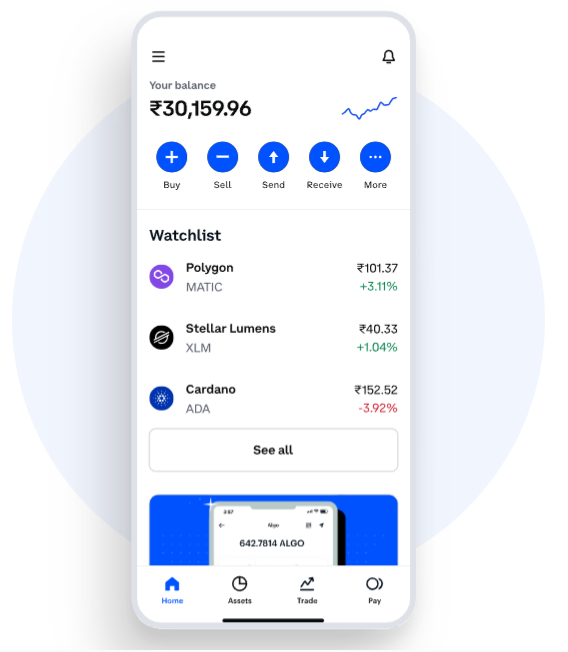 Your balance
₹30,159.96
Buy Sell Send Receive More
Watchlist
Polygon ₹101.37
MATIC +3.11%
Stellar Lumens ₹40.33
XLM +1.04%
Cardano ₹152.52
ADA -3.92%
See all
3:57
Algo
642.7814 ALGO
Home Assets Trade Pay